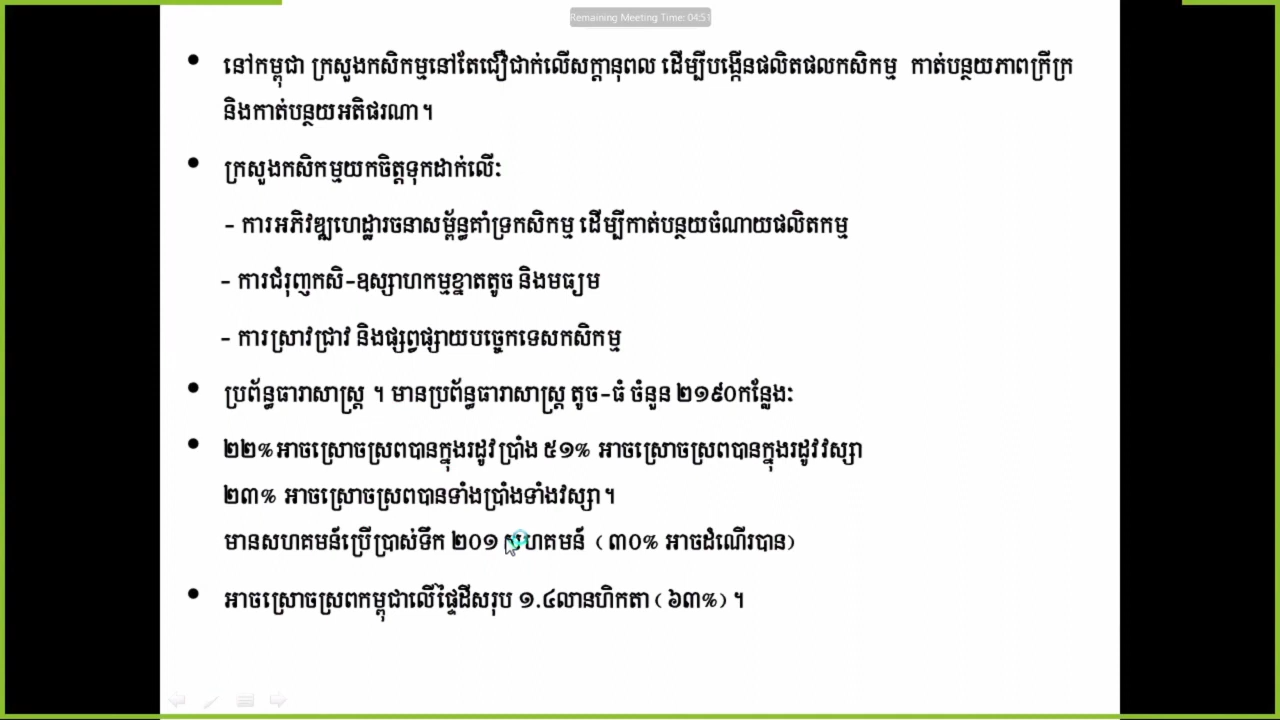 Remaining Meeting Time: 04:51
• នៅកម្ពុជា ក្រសួងកសិកម្មនៅតែជឿជាក់លើសក្តានុពល ដើម្បីបង្កើនផលិតផលកសិកម្ម កាត់បន្ថយភាពក្រីក្រ
និងកាត់បន្ថយអតិផរណា។
• ក្រសួងកសិកម្មយកចិត្តទុកដាក់លើ:
- ការអភិវឌ្ឍហេដ្ឋារចនាសម្ព័ន្ធគាំទ្រកសិកម្ម ដើម្បីកាត់បន្ថយចំណាយផលិតកម្ម
- ការជំរុញកសិ-ឧស្សាហកម្មខ្នាតតូច និងមធ្យម
- ការស្រាវជ្រាវ និងផ្សព្វផ្សាយបច្ចេកទេសកសិកម្ម
• ប្រព័ន្ធធារាសាស្ត្រ ។ មានប្រព័ន្ធធារាសាស្ត្រ តូច-ធំ ចំនួន ២១៩០កន្លែង:
• ២២%អាចស្រោចស្រពបានក្នុងរដូវប្រាំង ៥១% អាចស្រោចស្រពបានក្នុងរដូវវស្សា
២៣% អាចស្រោចស្រពបានទាំងប្រាំងទាំងវស្សា។
មានសហគមន៍ប្រើប្រាស់ទឹក ២០១ សហគមន៍ (៣០% អាចដំណើរបាន)
• អាចស្រោចស្រពកម្ពុជាលើផ្ទៃដីសរុប ១.៤លានហិកតា(៦៣%)។